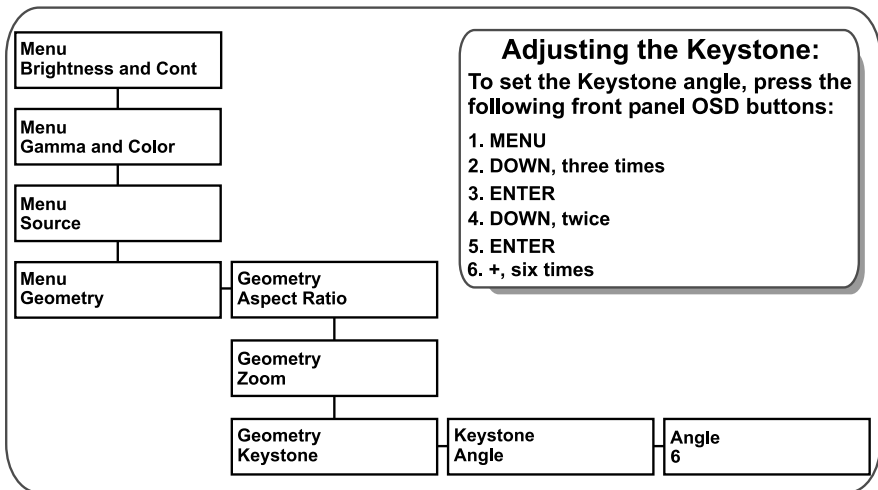 Menu
Brightness and Cont
Menu
Gamma and Color
Menu
Source
Menu
Geometry
Geometry
Aspect Ratio
Geometry
Zoom
Geometry
Keystone
Keystone
Angle
Angle
6
Adjusting the Keystone:
To set the Keystone angle, press the
following front panel OSD buttons:
1. MENU
2. DOWN, three times
3. ENTER
4. DOWN, twice
5. ENTER
6. +, six times